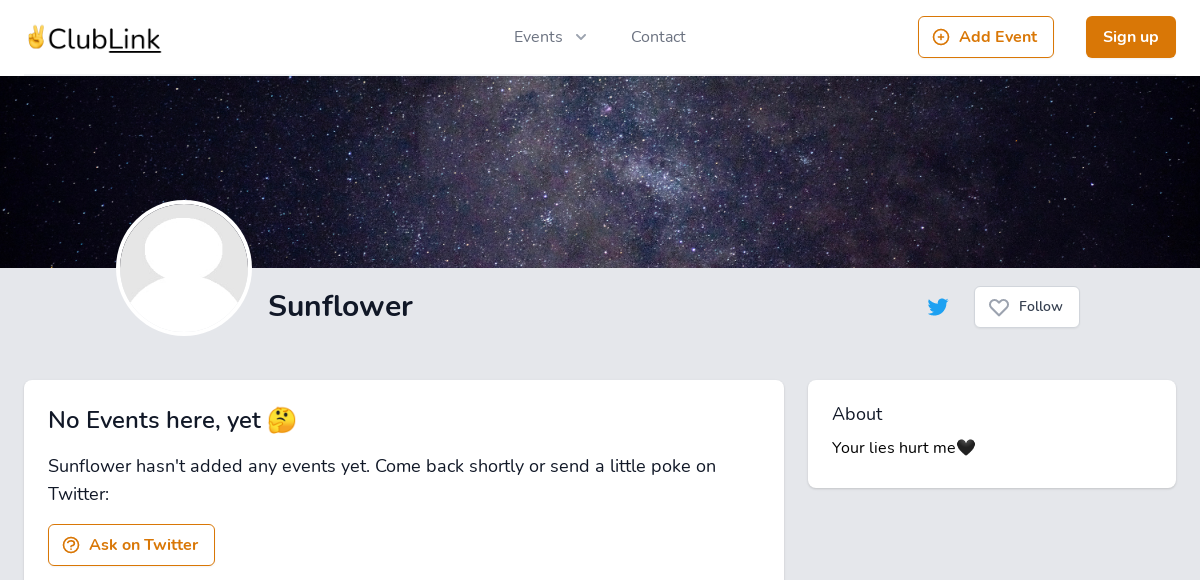 ✌️ClubLink
Events
Contact
Add Event
Sign up
Sunflower
Follow
No Events here, yet 🤔
Sunflower hasn't added any events yet. Come back shortly or send a little poke on
Twitter:
Ask on Twitter
About
Your lies hurt me🖤